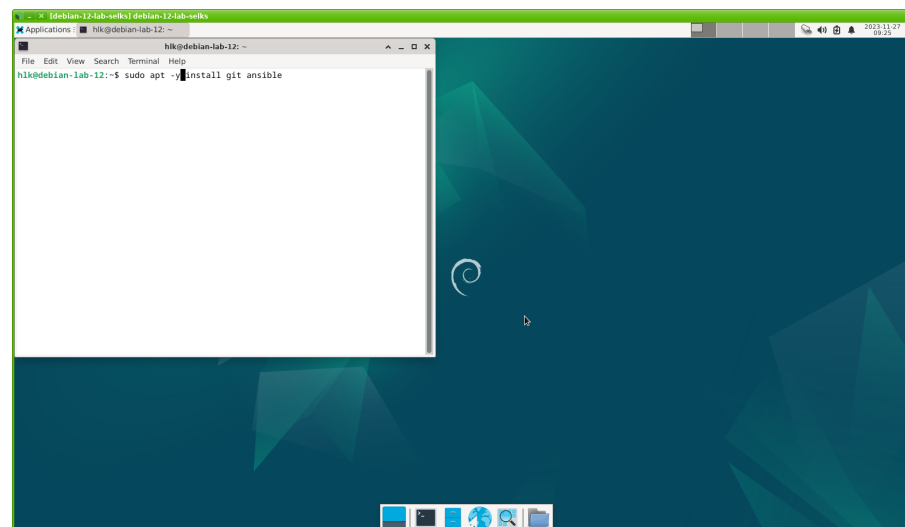 [debian-12-lab-selks] debian-12-lab-selks
Applications
hlk@debian-lab-12: ~
2023-11-27
09:25
hlk@debian-lab-12: ~
File Edit View Search Terminal Help
hlk@debian-lab-12:~$ sudo apt -y install git ansible